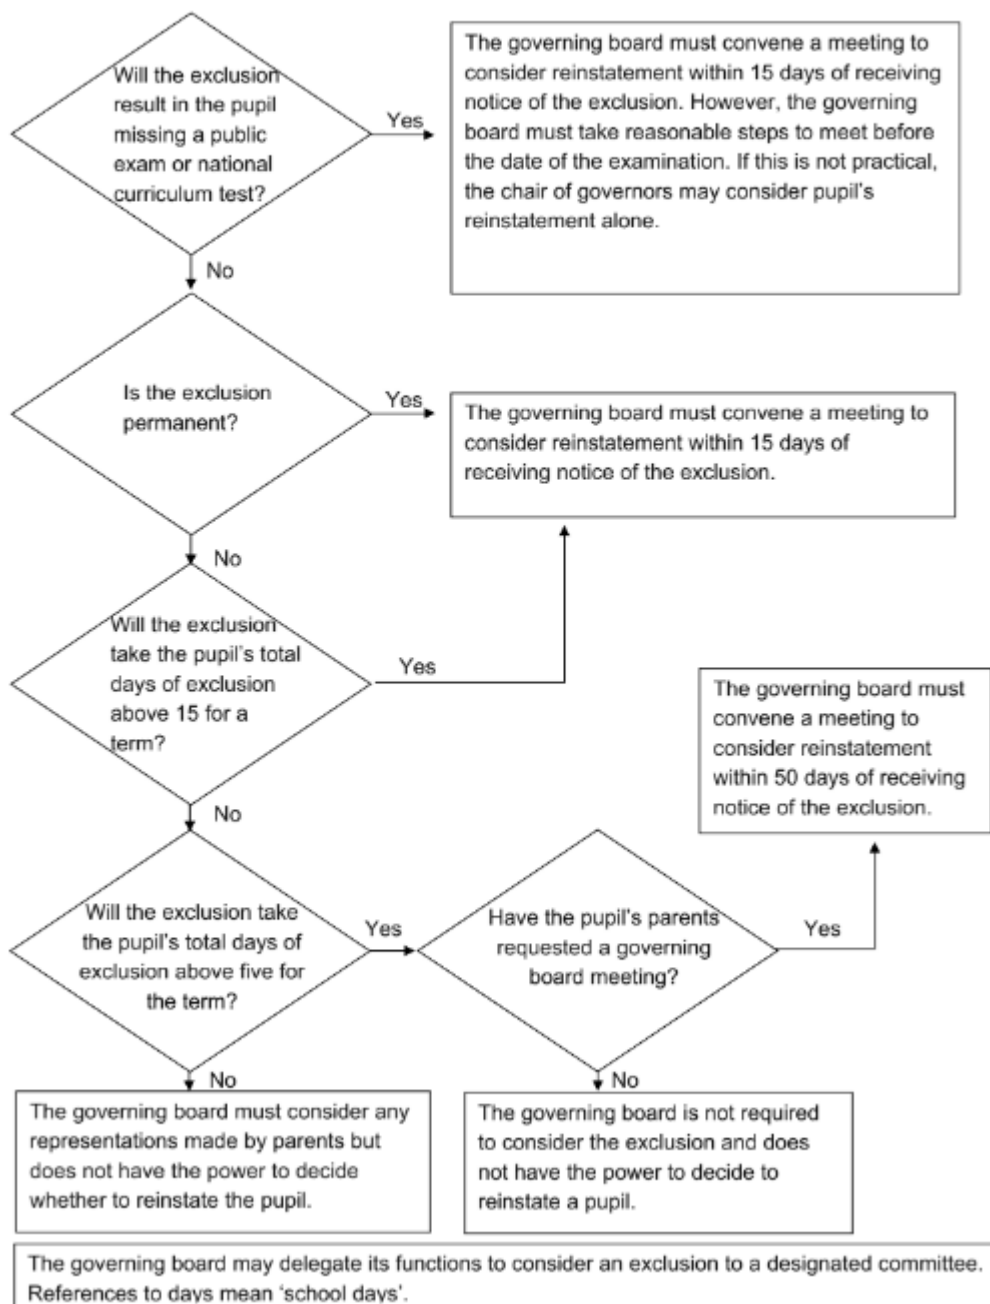 Will the exclusion
result in the pupil
missing a public
exam or national
curriculum test?
Yes
The governing board must convene a meeting to
consider reinstatement within 15 days of receiving
notice of the exclusion. However, the governing
board must take reasonable steps to meet before
the date of the examination. If this is not practical,
the chair of governors may consider pupil's
reinstatement alone.
No
Is the exclusion
permanent?
Yes
The governing board must convene a meeting to
consider reinstatement within 15 days of
receiving notice of the exclusion.
No
Will the exclusion
take the pupil's total
days of exclusion
above 15 for a
term?
Yes
The governing board must
convene a meeting to
consider reinstatement
within 50 days of receiving
notice of the exclusion.
No
Will the exclusion take
the pupil's total days of
exclusion above five for
the term?
Yes
Have the pupil's parents
requested a governing
board meeting?
Yes
No
The governing board must consider any
representations made by parents but
does not have the power to decide
whether to reinstate the pupil.
No
The governing board is not required
to consider the exclusion and does
not have the power to decide to
reinstate a pupil.
The governing board may delegate its functions to consider an exclusion to a designated committee.
References to days mean 'school days'.